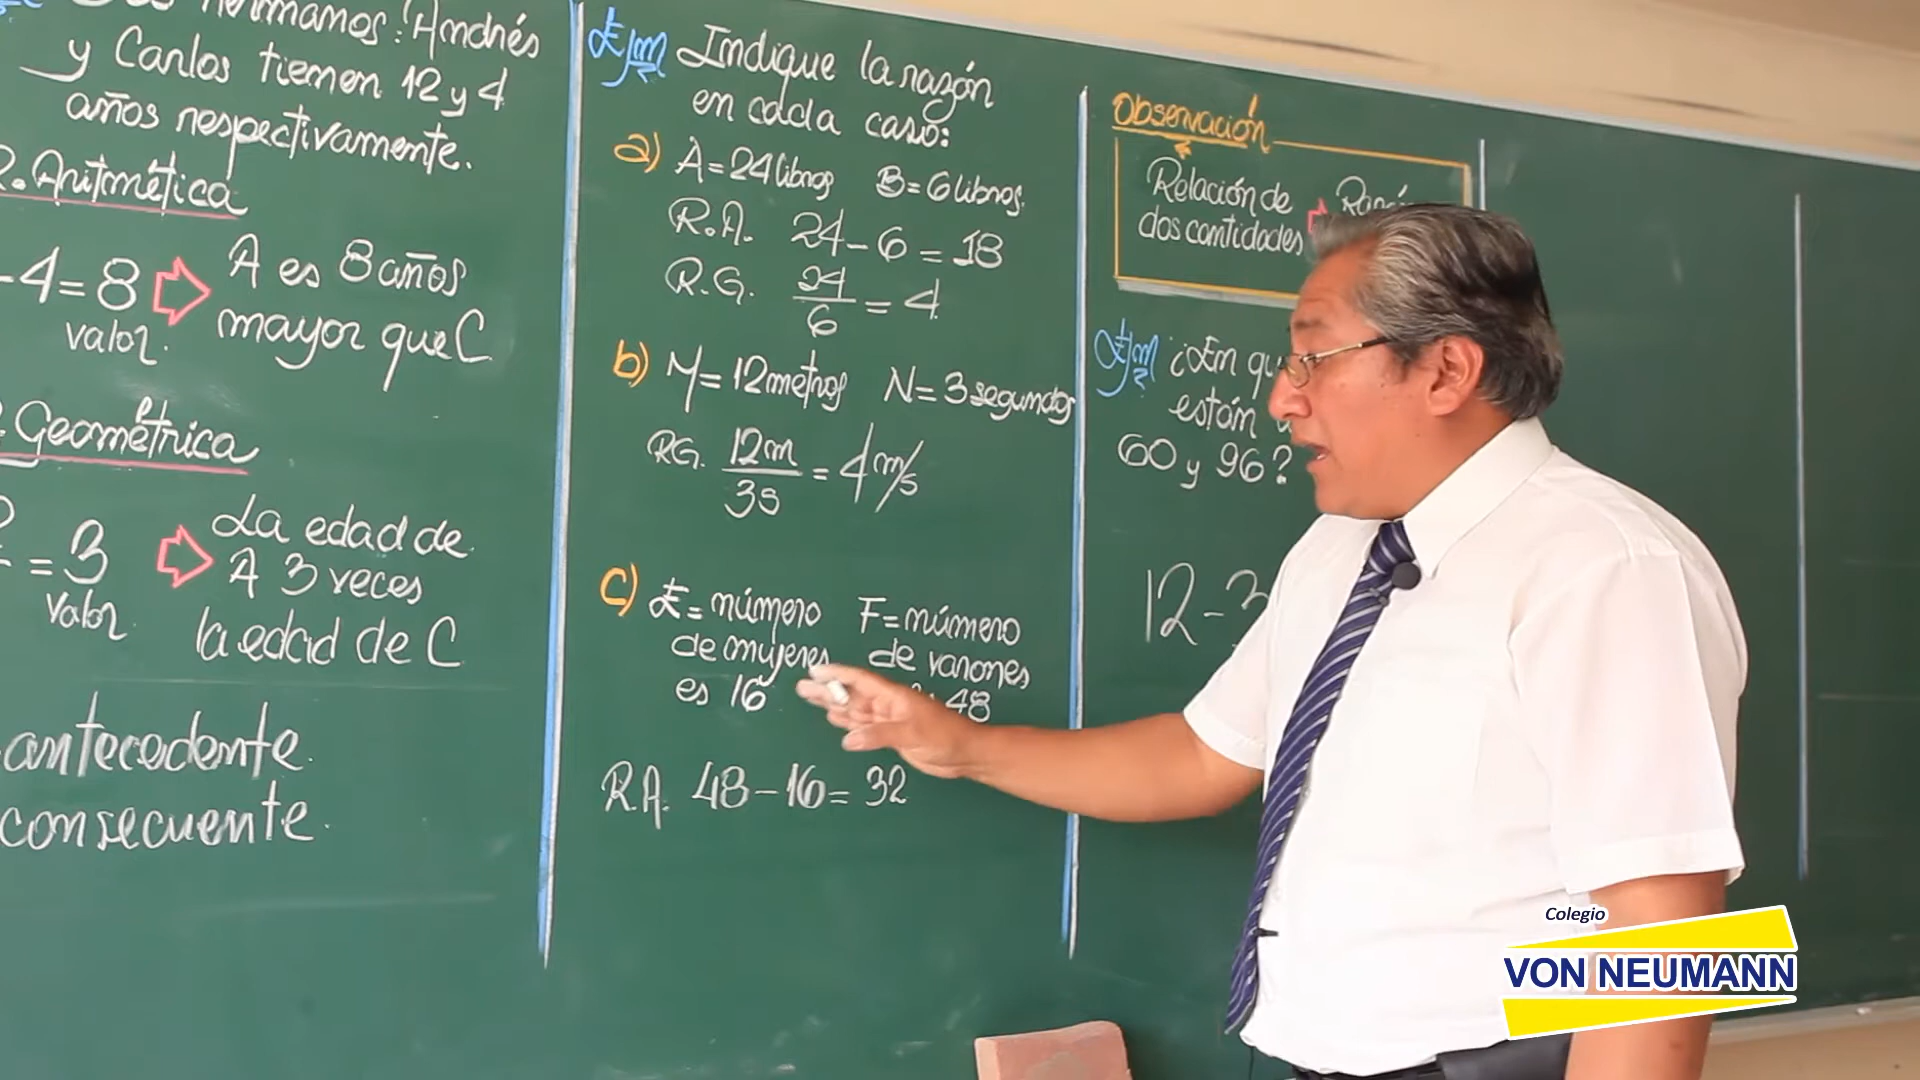 hermanos: Andrés
y Carlos tienen 12 y 4
años respectivamente.
R. Aritmética
-4=8
valor.
A es 8 años
mayor que C
Geométrica
= 3
valor.
La edad de
A 3 veces
la edad de C
antecedente.
consecuente.
Ejm Indique la razón
en cada caso:
a) A=24 libros B=6 libros.
R.A. 24-6=18
R.G. 24/6 = 4
b) M=12 metros N=3 segundos
RG. 12m/3s = 4 m/s
c) E=número F=número
de mujeres de varones
es 16 48
R.A. 48-16=32
Observación
Relación de
dos cantidades
Ejm ¿En
están
60 y 96?
12-3
Colegio
VON NEUMANN